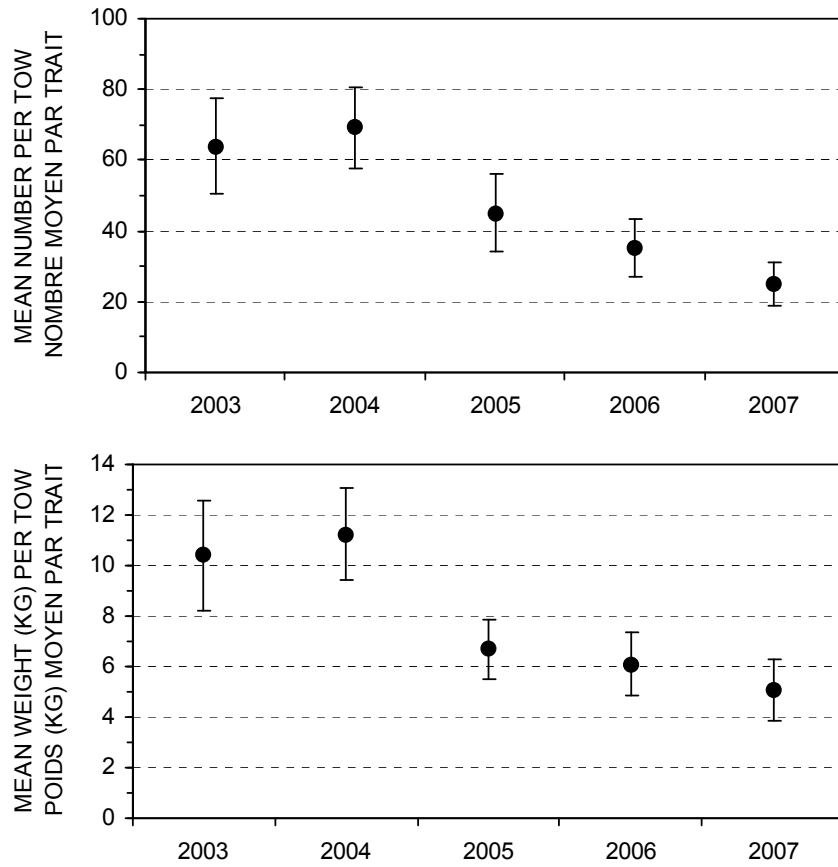 MEAN NUMBER PER TOW
NOMBRE MOYEN PAR TRAIT
100
80
60
40
20
0
2003 2004 2005 2006 2007
MEAN WEIGHT (KG) PER TOW
POIDS (KG) MOYEN PAR TRAIT
14
12
10
8
6
4
2
0
2003 2004 2005 2006 2007